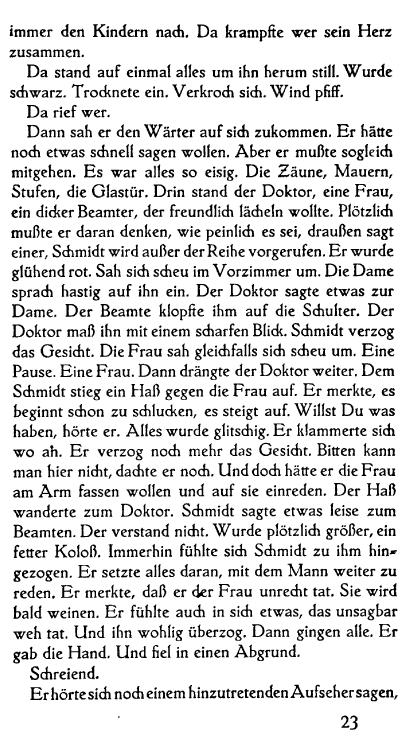 immer den Kindern nach. Da krampfte wer sein Herz
zusammen.
Da stand auf einmal alles um ihn herum still. Wurde
schwarz. Trocknete ein. Verkroch sich. Wind pfiff.
Da rief wer.
Dann sah er den Wärter auf sich zukommen. Er hätte
noch etwas schnell sagen wollen. Aber er mußte sogleich
mitgehen. Es war alles so eisig. Die Zäune, Mauern,
Stufen, die Glastür. Drin stand der Doktor, eine Frau,
ein dicker Beamter, der freundlich lächeln wollte. Plötzlich
mußte er daran denken, wie peinlich es sei, draußen sagt
einer, Schmidt wird außer der Reihe vorgerufen. Er wurde
glühend rot. Sah sich scheu im Vorzimmer um. Die Dame
sprach hastig auf ihn ein. Der Doktor sagte etwas zur
Dame. Der Beamte klopfte ihm auf die Schulter. Der
Doktor maß ihn mit einem scharfen Blick. Schmidt verzog
das Gesicht. Die Frau sah gleichfalls sich scheu um. Eine
Pause. Eine Frau. Dann drängte der Doktor weiter. Dem
Schmidt stieg ein Haß gegen die Frau auf. Er merkte, es
beginnt schon zu schlucken, es steigt auf. Willst Du was
haben, hörte er. Alles wurde glitschig. Er klammerte sich
wo an. Er verzog noch mehr das Gesicht. Bitten kann
man hier nicht, dachte er noch. Und doch hätte er die Frau
am Arm fassen wollen und auf sie einreden. Der Haß
wanderte zum Doktor. Schmidt sagte etwas leise zum
Beamten. Der verstand nicht. Wurde plötzlich größer, ein
fetter Koloß. Immerhin fühlte sich Schmidt zu ihm hin-
gezogen. Er setzte alles daran, mit dem Mann weiter zu
reden. Er merkte, daß er der Frau unrecht tat. Sie wird
bald weinen. Er fühlte auch in sich etwas, das unsagbar
weh tat. Und ihn wohlig überzog. Dann gingen alle. Er
gab die Hand. Und fiel in einen Abgrund.
Schreiend.
Er hörte sich noch einem hinzutretenden Aufseher sagen,
23